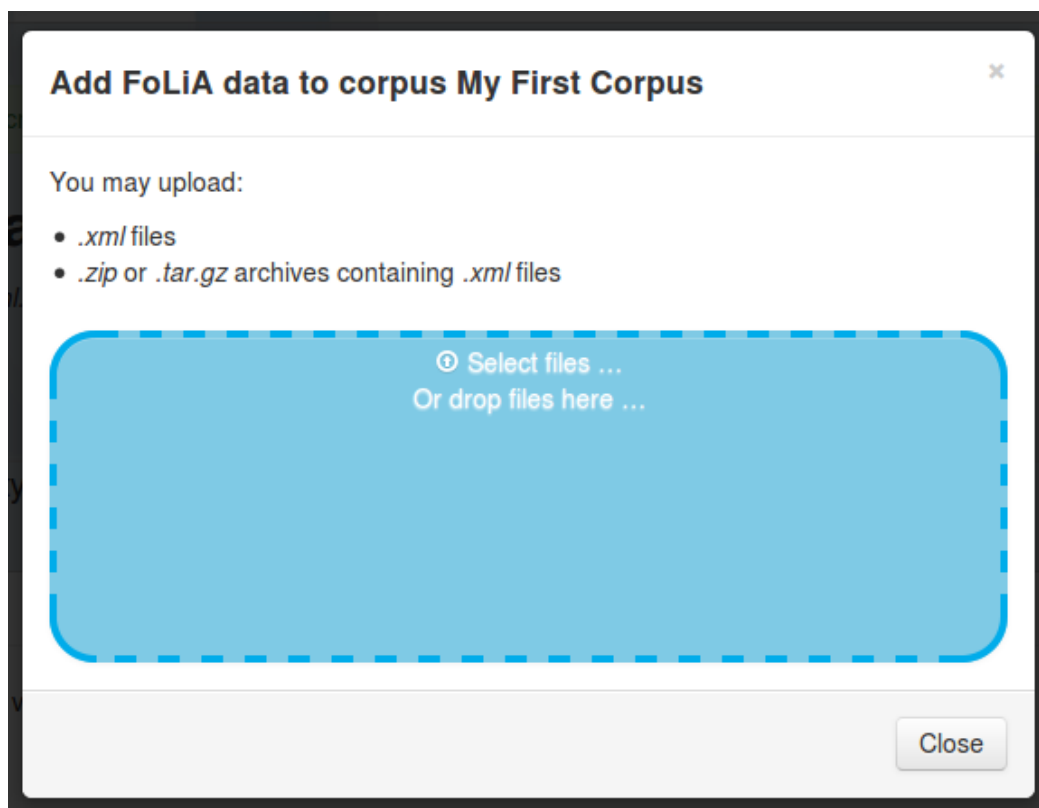 Add FoLiA data to corpus My First Corpus
×
You may upload:
• .xml files
• .zip or .tar.gz archives containing .xml files
Select files ...
Or drop files here ...
Close